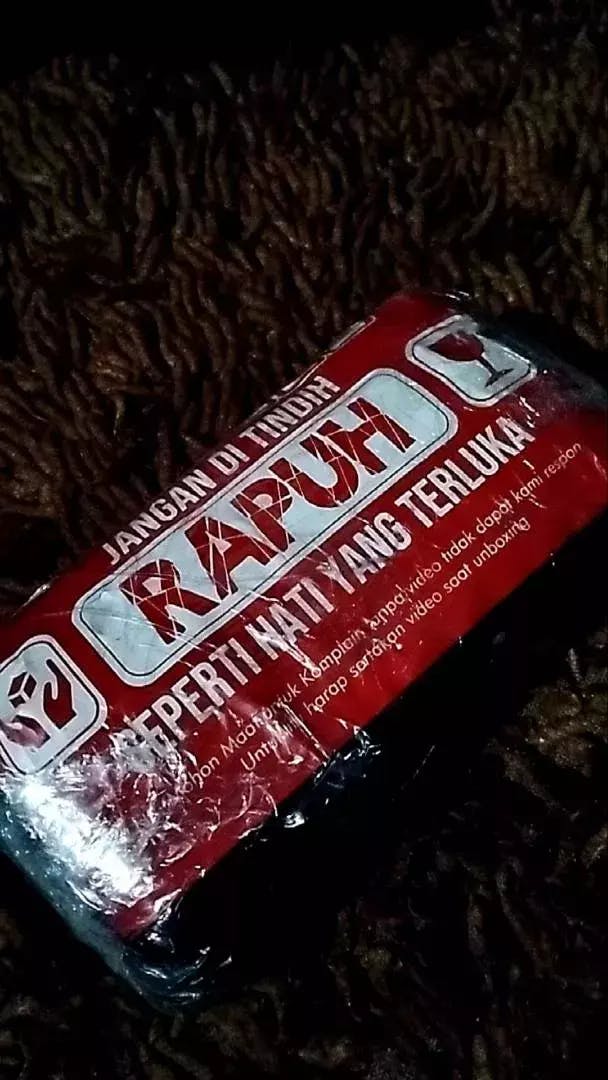 JANGAN DI TINDIH
RAPUH
SEPERTI HATI YANG TERLUKA
Mohon Maaf untuk Komplain tanpa video tidak dapat kami respon
Untuk harap sertakan video saat unboxing